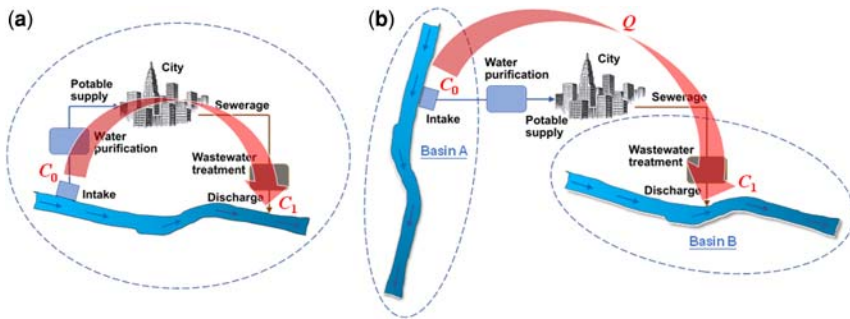 (a)
City
Potable
supply
Sewerage
Water
purification
C0
Wastewater
treatment
Intake
Discharge
C1
(b)
Q
C0
Water
purification
City
Intake
Potable
supply
Sewerage
Basin A
Wastewater
treatment
C1
Discharge
Basin B